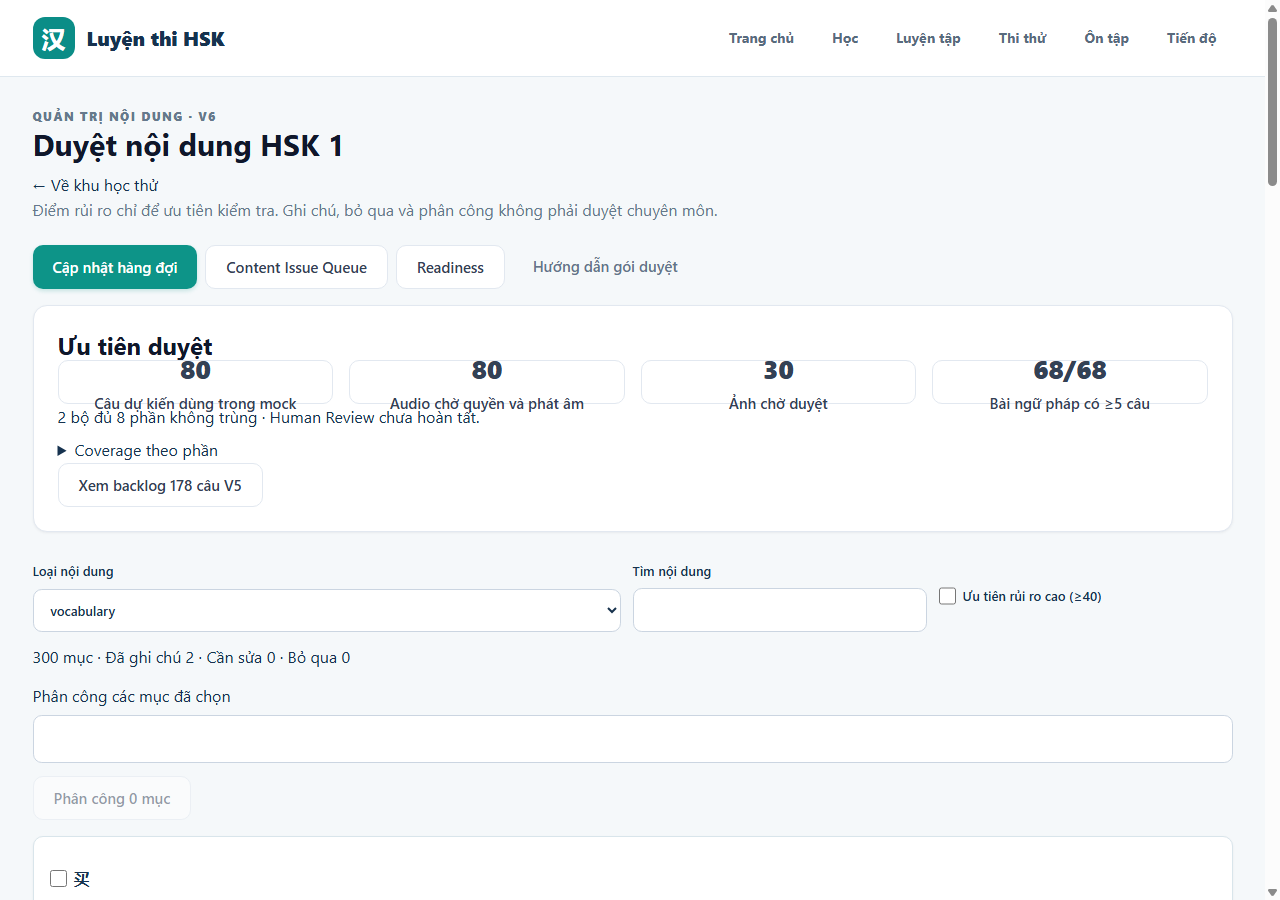 汉 Luyện thi HSK
Trang chủ Học Luyện tập Thi thử Ôn tập Tiến độ
QUẢN TRỊ NỘI DUNG · V6
Duyệt nội dung HSK 1
← Về khu học thử
Điểm rủi ro chỉ để ưu tiên kiểm tra. Ghi chú, bỏ qua và phân công không phải duyệt chuyên môn.
Cập nhật hàng đợi Content Issue Queue Readiness Hướng dẫn gói duyệt
Ưu tiên duyệt
80 80 30 68/68
Câu dự kiến dùng trong mock Audio chờ quyền và phát âm Ảnh chờ duyệt Bài ngữ pháp có ≥5 câu
2 bộ đủ 8 phần không trùng · Human Review chưa hoàn tất.
▶ Coverage theo phần
Xem backlog 178 câu V5
Loại nội dung Tìm nội dung
vocabulary Ưu tiên rủi ro cao (≥40)
300 mục · Đã ghi chú 2 · Cần sửa 0 · Bỏ qua 0
Phân công các mục đã chọn
Phân công 0 mục
买